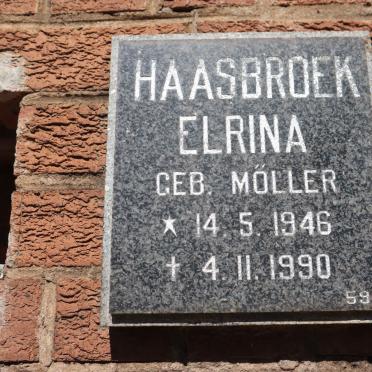 HAASBROEK
ELRINA
GEB. MÖLLER
★ 14. 5. 1946
✝ 4. 11. 1990
59